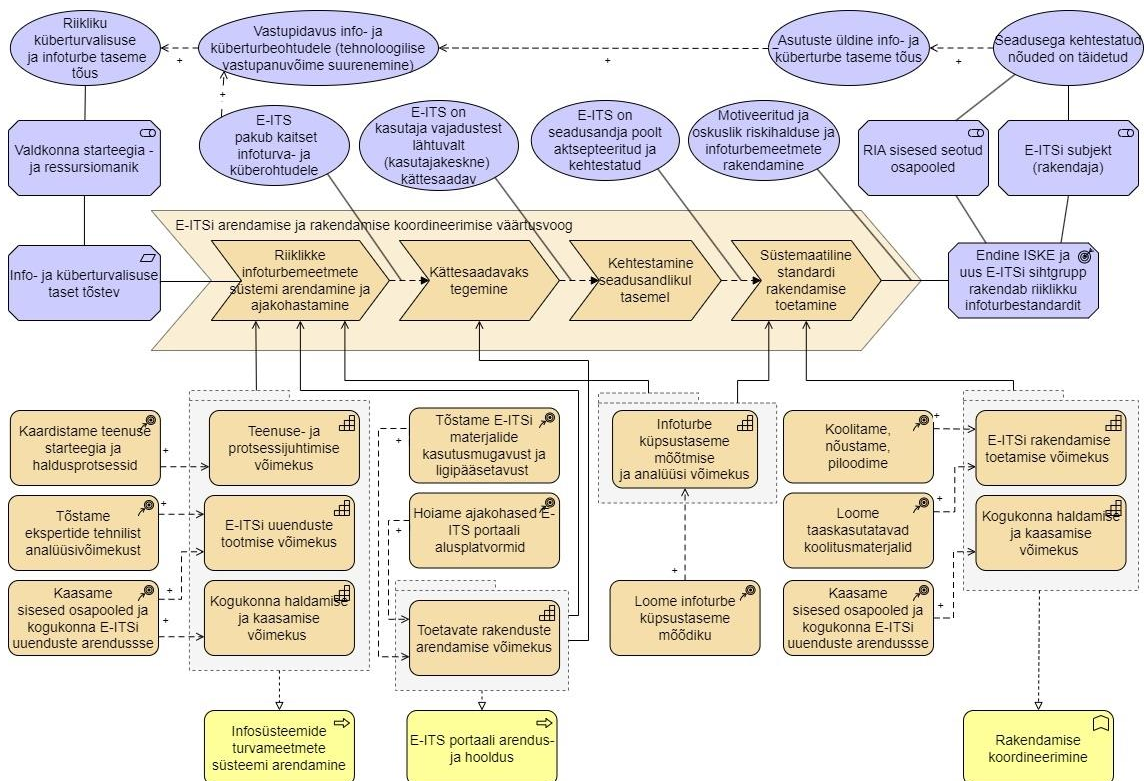 Riikliku
küberturvalisuse
ja infoturbe taseme
tõus
Vastupidavus info- ja
küberturbeohtudele (tehnoloogilise
vastupanuvõime suurenemine)
Asutuste üldine info- ja
küberturbe taseme tõus
Seadusega kehtestatud
nõuded on täidetud
+
+
+
+
Valdkonna starteegia -
ja ressursiomanik
E-ITS
pakub kaitset
infoturva- ja
küberohtudele
E-ITS on
kasutaja vajadustest
lähtuvalt
(kasutajakeskne)
kättesaadav
E-ITS on
seadusandja poolt
aktsepteeritud ja
kehtestatud
Motiveeritud ja
oskuslik riskihalduse ja
infoturbemeetmete
rakendamine
RIA sisesed seotud
osapooled
E-ITSi subjekt
(rakendaja)
E-ITSi arendamise ja rakendamise koordineerimise väärtusvoog
Info- ja küberturvalisuse
taset tõstev
Riiklikke
infoturbemeetmete
süstemi arendamine ja
ajakohastamine
Kättesaadavaks
tegemine
Kehtestamine
seadusandlikul
tasemel
Süstemaatiline
standardi
rakendamise
toetamine
Endine ISKE ja
uus E-ITSi sihtgrupp
rakendab riiklikku
infoturbestandardit
Kaardistame teenuse
starteegia ja
haldusprotsessid
+
Teenuse- ja
protsessijuhtimise
võimekus
Tõstame E-ITSi
materjalide
kasutusmugavust ja
ligipääsetavust
+
Infoturbe
küpsustaseme
mõõtmise
ja analüüsi võimekus
Koolitame,
nõustame,
piloodime
+
E-ITSi rakendamise
toetamise võimekus
Tõstame
ekspertide tehnilist
analüüsivõimekust
+
E-ITSi uuenduste
tootmise võimekus
Hoiame ajakohased E-
ITS portaali
alusplatvormid
+
Loome
taaskasutatavad
koolitusmaterjalid
+
Kogukonna haldamise
ja kaasamise
võimekus
Kaasame
sisesed osapooled ja
kogukonna E-ITSi
uuenduste arendussse
+
+
Kogukonna haldamise
ja kaasamise
võimekus
Toetavate rakenduste
arendamise võimekus
+
Loome infoturbe
küpsustaseme
mõõdiku
Kaasame
sisesed osapooled ja
kogukonna E-ITSi
uuenduste arendussse
+
Infosüsteemide
turvameetmete
süsteemi arendamine
E-ITS portaali arendus-
ja hooldus
Rakendamise
koordineerimine